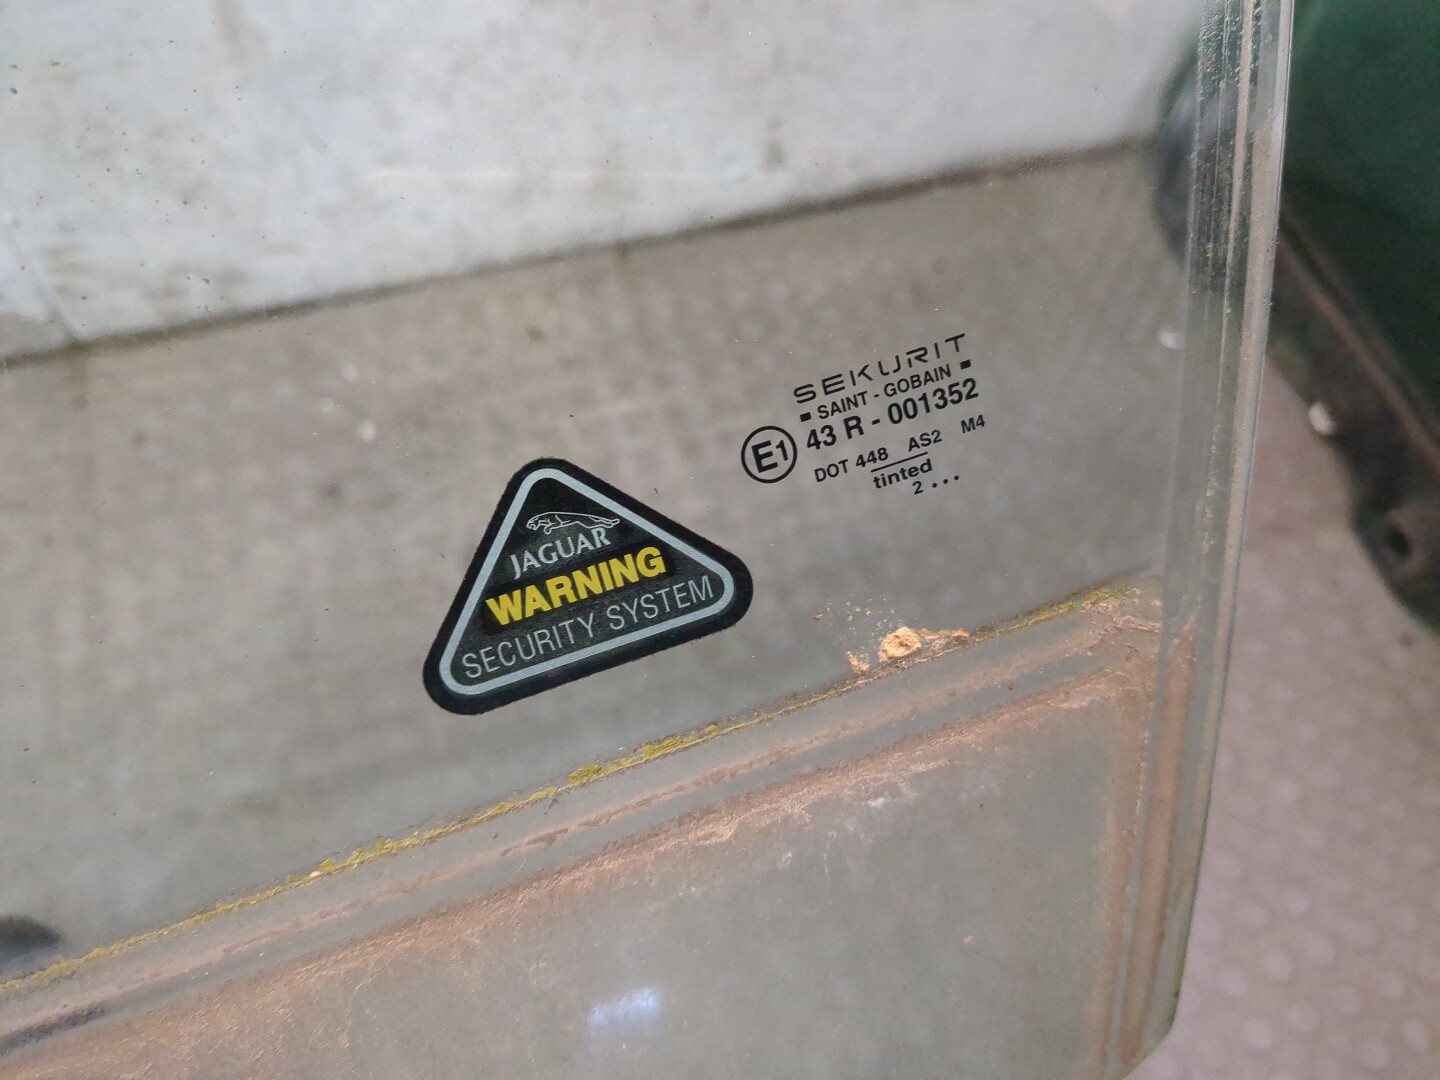 SEKURIT
SAINT - GOBAIN
E1 43 R - 001352
DOT 448 AS2 M4
tinted
2 ...
JAGUAR
WARNING
SECURITY SYSTEM